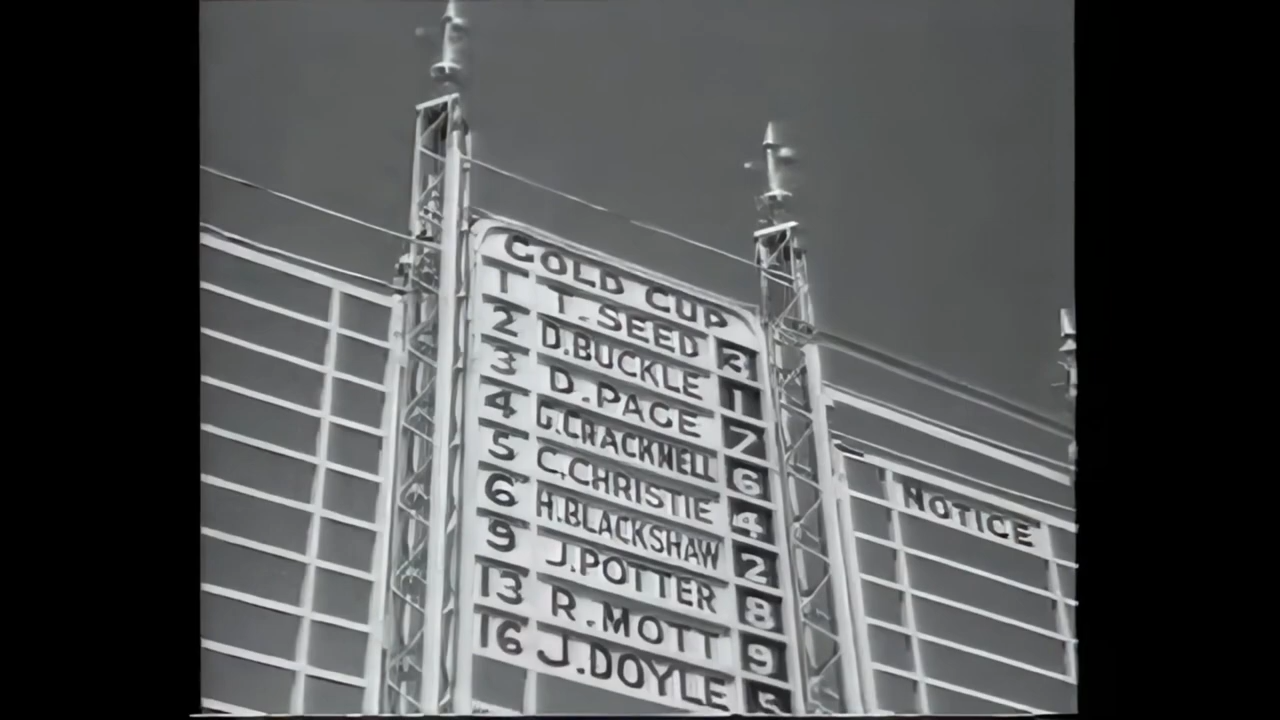 GOLD CUP
1 T. SEED 3
2 D. BUCKLE 1
3 D. PAGE 7
4 G. CRACKNELL 6
5 C. CHRISTIE 4
6 H. BLACKSHAW 2
9 J. POTTER 8
13 R. MOTT 9
16 J. DOYLE 5
NOTICE